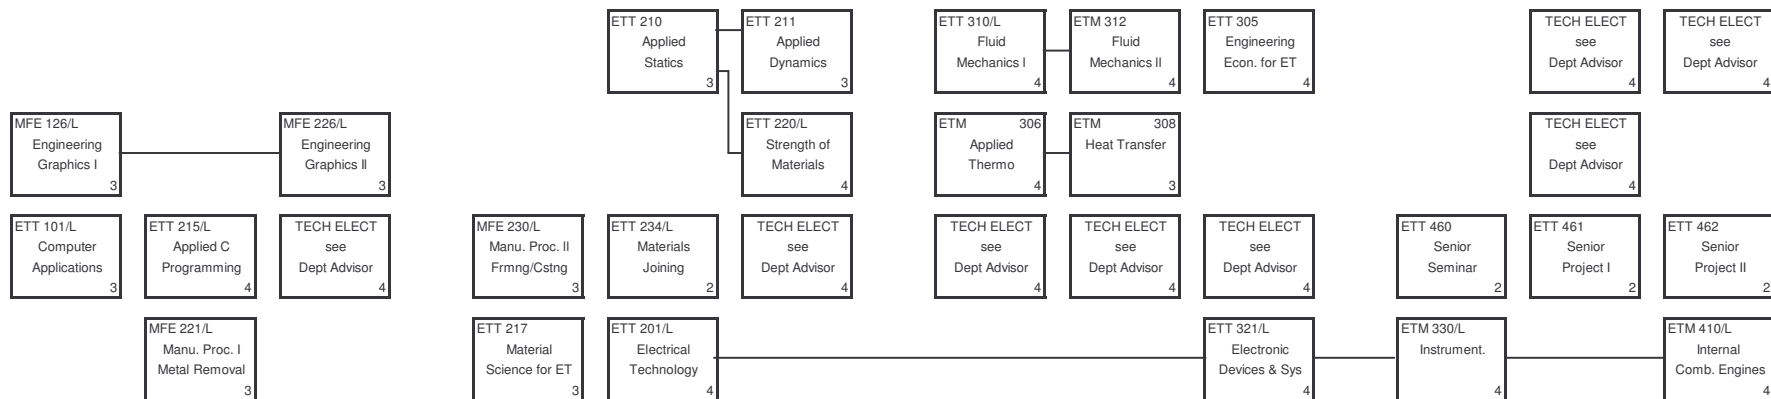 ETT 210
Applied
Statics
3
ETT 211
Applied
Dynamics
3
ETT 310/L
Fluid
Mechanics I
4
ETM 312
Fluid
Mechanics II
4
ETT 305
Engineering
Econ. for ET
4
TECH ELECT
see
Dept Advisor
4
TECH ELECT
see
Dept Advisor
4
MFE 126/L
Engineering
Graphics I
3
MFE 226/L
Engineering
Graphics II
3
ETT 220/L
Strength of
Materials
4
ETM 306
Applied
Thermo
4
ETM 308
Heat Transfer
3
TECH ELECT
see
Dept Advisor
4
ETT 101/L
Computer
Applications
3
ETT 215/L
Applied C
Programming
4
TECH ELECT
see
Dept Advisor
4
MFE 230/L
Manu. Proc. II
Frmng/Cstng
3
ETT 234/L
Materials
Joining
2
TECH ELECT
see
Dept Advisor
4
TECH ELECT
see
Dept Advisor
4
TECH ELECT
see
Dept Advisor
4
TECH ELECT
see
Dept Advisor
4
ETT 460
Senior
Seminar
2
ETT 461
Senior
Project I
2
ETT 462
Senior
Project II
2
MFE 221/L
Manu. Proc. I
Metal Removal
3
ETT 217
Material
Science for ET
3
ETT 201/L
Electrical
Technology
4
ETT 321/L
Electronic
Devices & Sys
4
ETM 330/L
Instrument.
4
ETM 410/L
Internal
Comb. Engines
4